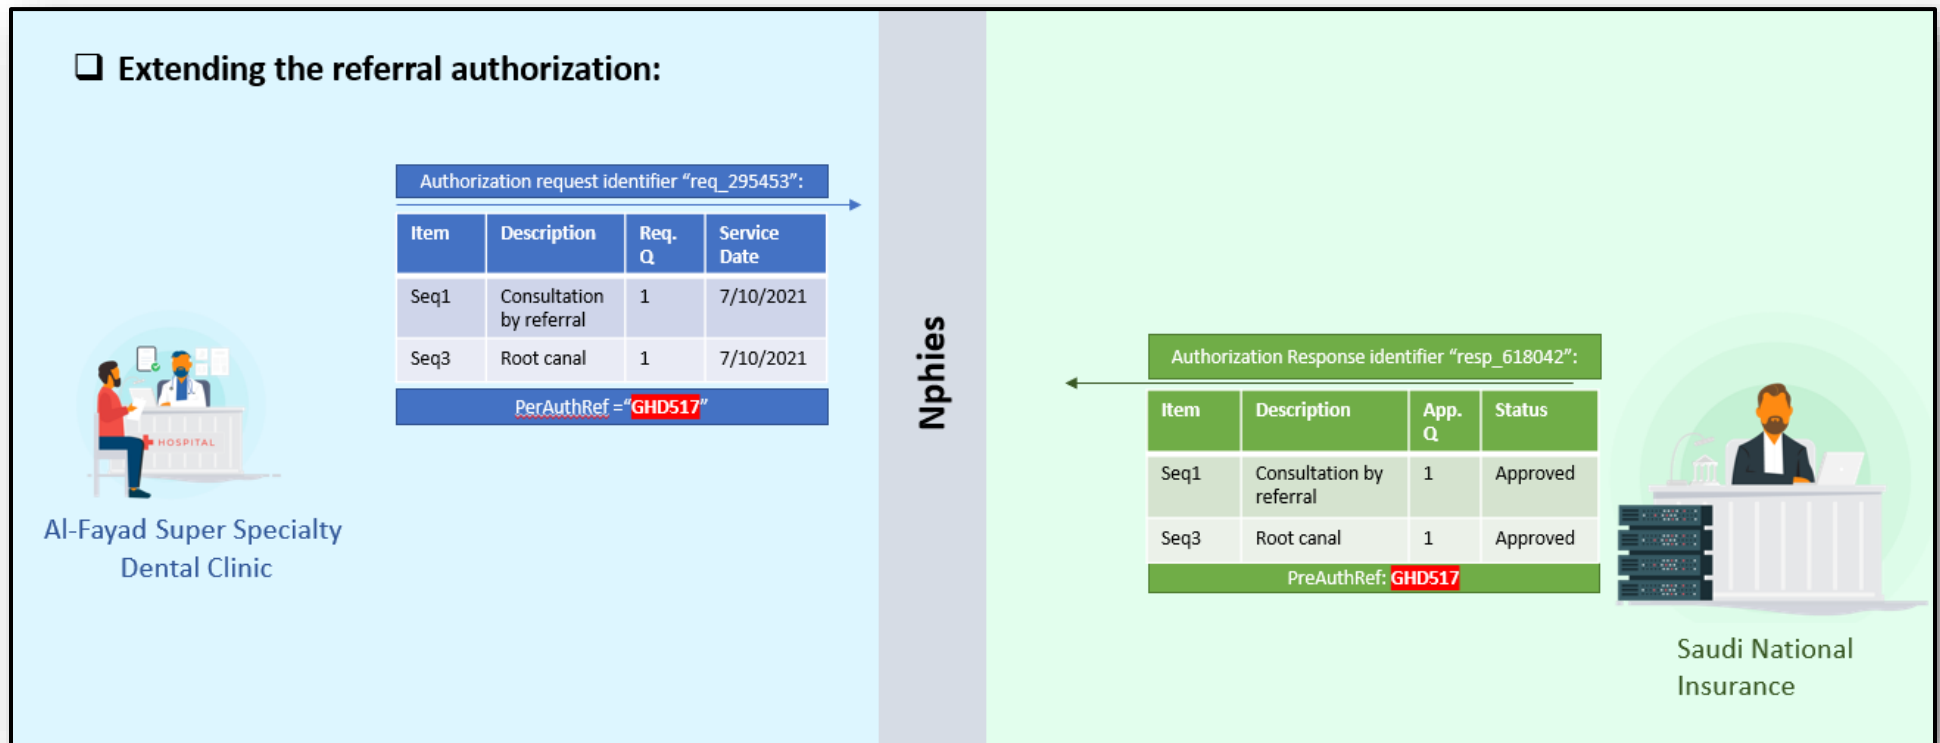 ❑ Extending the referral authorization:
Authorization request identifier “req_295453”:
Item Description Req. Q Service Date
Seq1 Consultation by referral 1 7/10/2021
Seq3 Root canal 1 7/10/2021
PerAuthRef =“GHD517”
HOSPITAL
Al-Fayad Super Specialty
Dental Clinic
Nphies
Authorization Response identifier “resp_618042”:
Item Description App. Q Status
Seq1 Consultation by referral 1 Approved
Seq3 Root canal 1 Approved
PreAuthRef: GHD517
Saudi National
Insurance